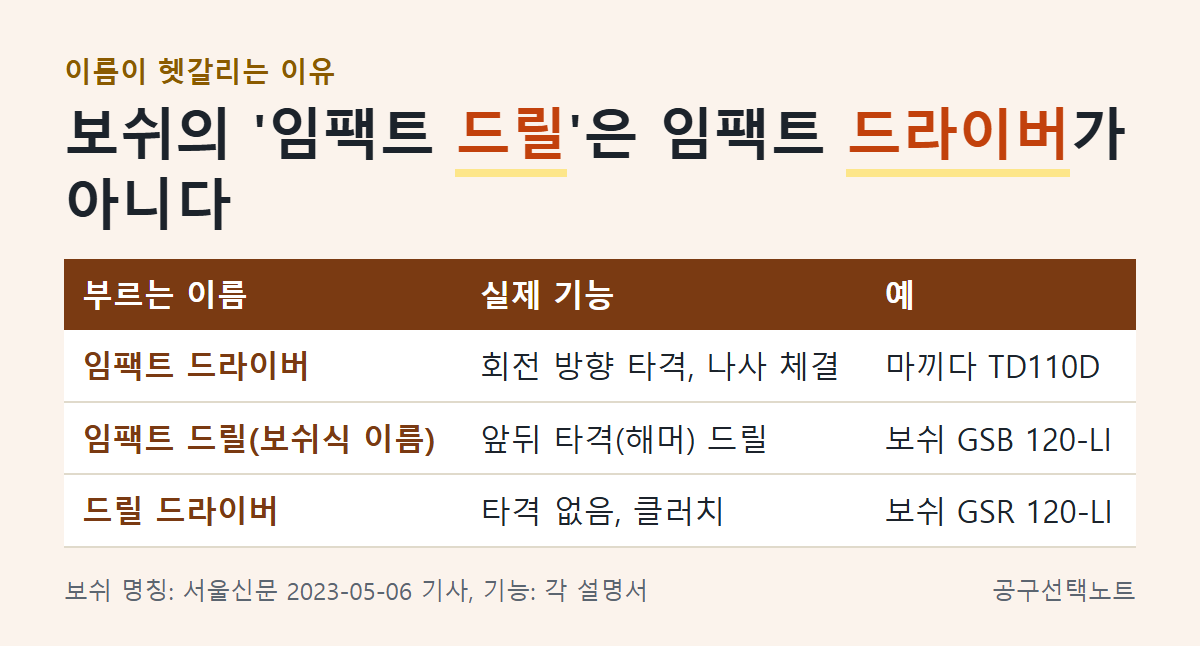 이름이 헷갈리는 이유
보쉬의 '임팩트 드릴'은 임팩트 드라이버가
아니다
부르는 이름 실제 기능 예
임팩트 드라이버 회전 방향 타격, 나사 체결 마끼다 TD110D
임팩트 드릴(보쉬식 이름) 앞뒤 타격(해머) 드릴 보쉬 GSB 120-LI
드릴 드라이버 타격 없음, 클러치 보쉬 GSR 120-LI
보쉬 명칭: 서울신문 2023-05-06 기사, 기능: 각 설명서 공구선택노트